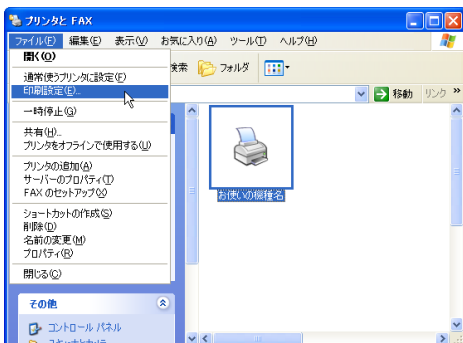 プリンタと FAX
ファイル(F) 編集(E) 表示(V) お気に入り(A) ツール(T) ヘルプ(H)
開く(O)
通常使うプリンタに設定(F)
印刷設定(E)...
一時停止(G)
共有(H)...
プリンタをオフラインで使用する(U)
プリンタの追加(A)
サーバーのプロパティ(T)
FAX のセットアップ(X)
ショートカットの作成(S)
削除(D)
名前の変更(M)
プロパティ(R)
閉じる(C)
検索 フォルダ
移動 リンク »
お使いの機種名
その他
コントロール パネル